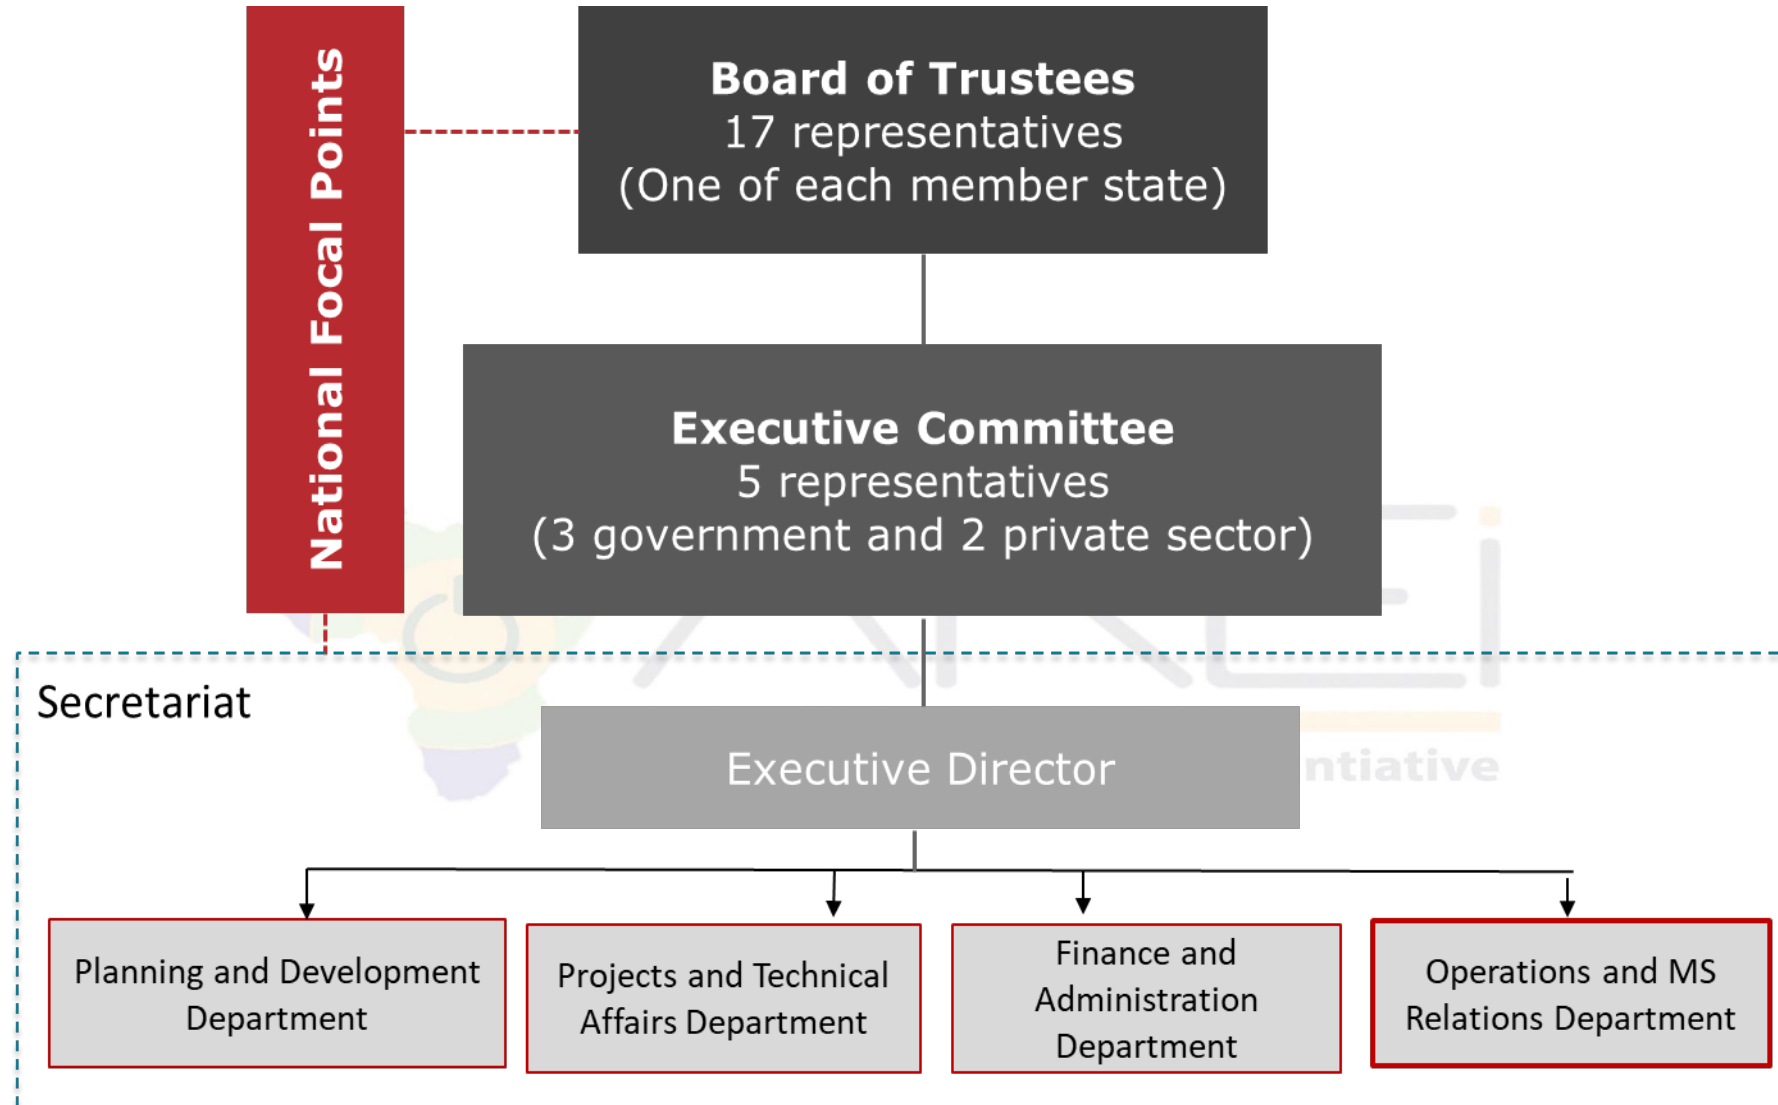 National Focal Points
Board of Trustees
17 representatives
(One of each member state)
Executive Committee
5 representatives
(3 government and 2 private sector)
Secretariat
Executive Director
ntiative
Planning and Development
Department
Projects and Technical
Affairs Department
Finance and
Administration
Department
Operations and MS
Relations Department